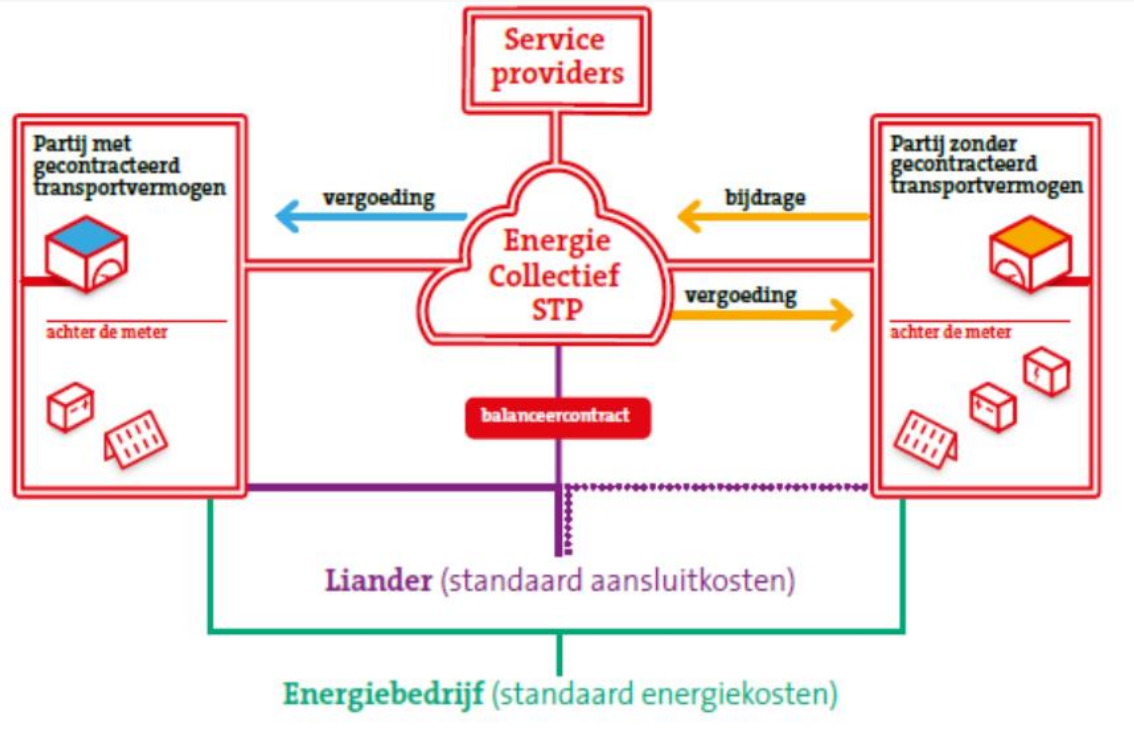 Service
providers
Partij met
gecontracteerd
transportvermogen
Partij zonder
gecontracteerd
transportvermogen
vergoeding
bijdrage
Energie
Collectief
STP
vergoeding
achter de meter
achter de meter
balanceercontract
Liander (standaard aansluitkosten)
Energiebedrijf (standaard energiekosten)